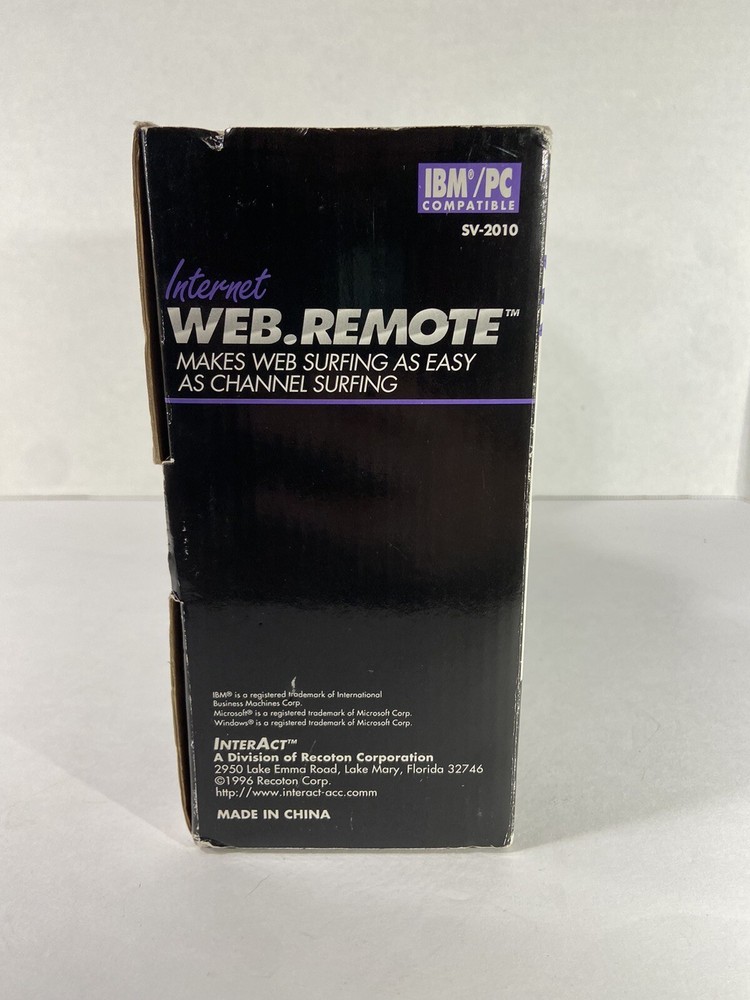 IBM®/PC
COMPATIBLE
SV-2010
Internet
WEB.REMOTE™
MAKES WEB SURFING AS EASY
AS CHANNEL SURFING
IBM® is a registered trademark of International
Business Machines Corp.
Microsoft® is a registered trademark of Microsoft Corp.
Windows® is a registered trademark of Microsoft Corp.
INTERACT™
A Division of Recoton Corporation
2950 Lake Emma Road, Lake Mary, Florida 32746
©1996 Recoton Corp.
http://www.interact-acc.comm
MADE IN CHINA